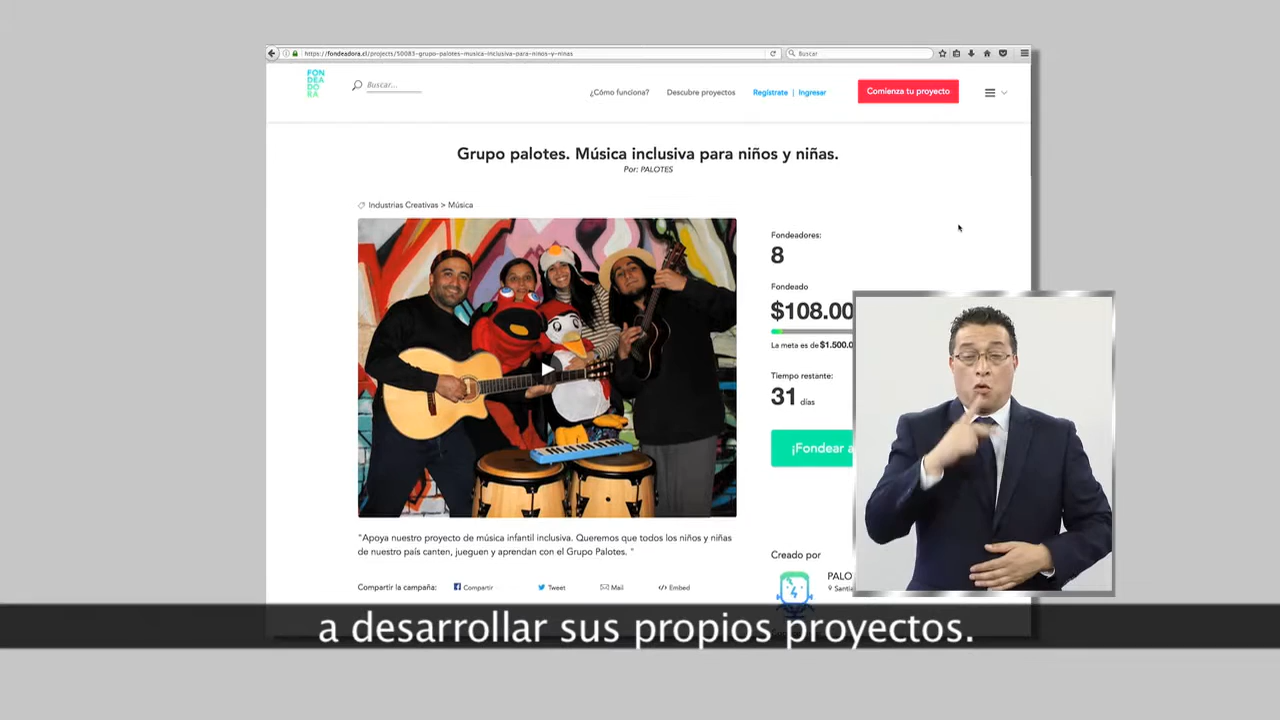 https://fondeadora.cl/projects/50083-grupo-palotes-musica-inclusiva-para-ninos-y-ninas
Buscar
FON
DEA
DO
RA
Buscar...
¿Cómo funciona?
Descubre proyectos
Regístrate | Ingresar
Comienza tu proyecto
Grupo palotes. Música inclusiva para niños y niñas.
Por: PALOTES
Industrias Creativas > Música
Fondeadores:
8
Fondeado
$108.00
La meta es de $1.500.0
Tiempo restante:
31 días
¡Fondear a
"Apoya nuestro proyecto de música infantil inclusiva. Queremos que todos los niños y niñas
de nuestro país canten, jueguen y aprendan con el Grupo Palotes. "
Creado por
PALO
Santia
Compartir la campaña:
Compartir
Tweet
Mail
</> Embed
a desarrollar sus propios proyectos.